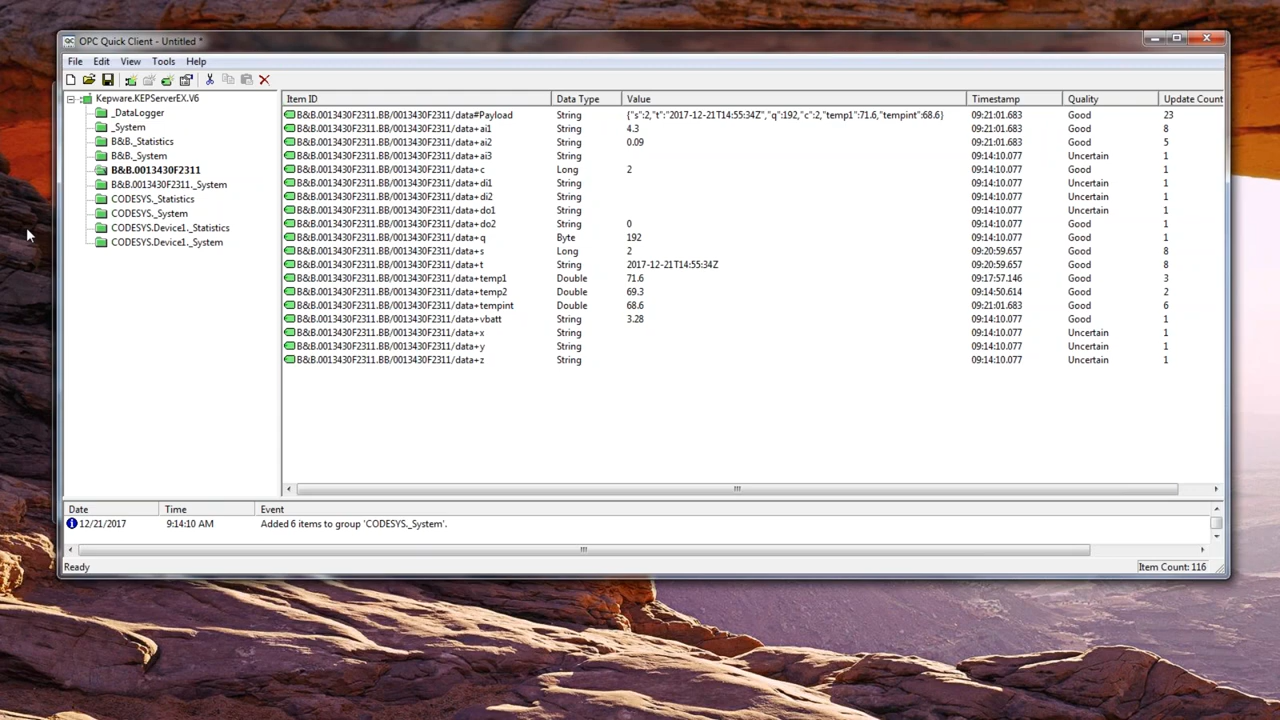 OPC Quick Client - Untitled *
File Edit View Tools Help
Kepware.KEPServerEX.V6
_DataLogger
_System
B&B._Statistics
B&B._System
B&B.0013430F2311
B&B.0013430F2311._System
CODESYS._Statistics
CODESYS._System
CODESYS.Device1._Statistics
CODESYS.Device1._System
Item ID Data Type Value Timestamp Quality Update Count
B&B.0013430F2311.BB/0013430F2311/data#Payload String {"s":2,"t":"2017-12-21T14:55:34Z","q":192,"c":2,"temp1":71.6,"tempint":68.6} 09:21:01.683 Good 23
B&B.0013430F2311.BB/0013430F2311/data+ai1 String 4.3 09:21:01.683 Good 8
B&B.0013430F2311.BB/0013430F2311/data+ai2 String 0.09 09:21:01.683 Good 5
B&B.0013430F2311.BB/0013430F2311/data+ai3 String 09:14:10.077 Uncertain 1
B&B.0013430F2311.BB/0013430F2311/data+c Long 2 09:14:10.077 Good 1
B&B.0013430F2311.BB/0013430F2311/data+di1 String 09:14:10.077 Uncertain 1
B&B.0013430F2311.BB/0013430F2311/data+di2 String 09:14:10.077 Uncertain 1
B&B.0013430F2311.BB/0013430F2311/data+do1 String 09:14:10.077 Uncertain 1
B&B.0013430F2311.BB/0013430F2311/data+do2 String 0 09:14:10.077 Good 1
B&B.0013430F2311.BB/0013430F2311/data+q Byte 192 09:14:10.077 Good 1
B&B.0013430F2311.BB/0013430F2311/data+s Long 2 09:20:59.657 Good 8
B&B.0013430F2311.BB/0013430F2311/data+t String 2017-12-21T14:55:34Z 09:20:59.657 Good 8
B&B.0013430F2311.BB/0013430F2311/data+temp1 Double 71.6 09:17:57.146 Good 3
B&B.0013430F2311.BB/0013430F2311/data+temp2 Double 69.3 09:14:50.614 Good 2
B&B.0013430F2311.BB/0013430F2311/data+tempint Double 68.6 09:21:01.683 Good 6
B&B.0013430F2311.BB/0013430F2311/data+vbatt String 3.28 09:14:10.077 Good 1
B&B.0013430F2311.BB/0013430F2311/data+x String 09:14:10.077 Uncertain 1
B&B.0013430F2311.BB/0013430F2311/data+y String 09:14:10.077 Uncertain 1
B&B.0013430F2311.BB/0013430F2311/data+z String 09:14:10.077 Uncertain 1
Date Time Event
12/21/2017 9:14:10 AM Added 6 items to group 'CODESYS._System'.
Ready Item Count: 116